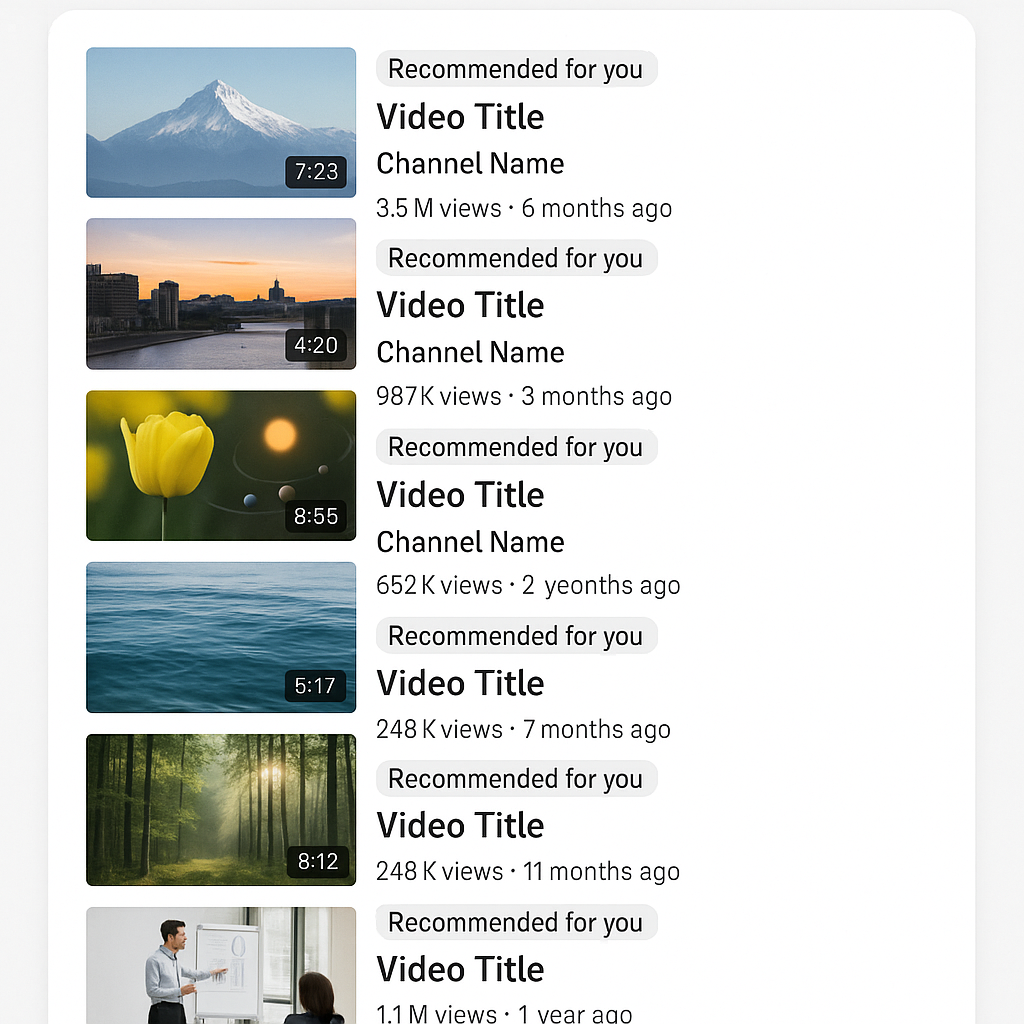 7:23
Recommended for you
Video Title
Channel Name
3.5 M views · 6 months ago
4:20
Recommended for you
Video Title
Channel Name
987K views · 3 months ago
8:55
Recommended for you
Video Title
Channel Name
652 K views · 2 yeonths ago
5:17
Recommended for you
Video Title
248 K views · 7 months ago
8:12
Recommended for you
Video Title
248 K views · 11 months ago
Recommended for you
Video Title
1.1 M views · 1 year ago